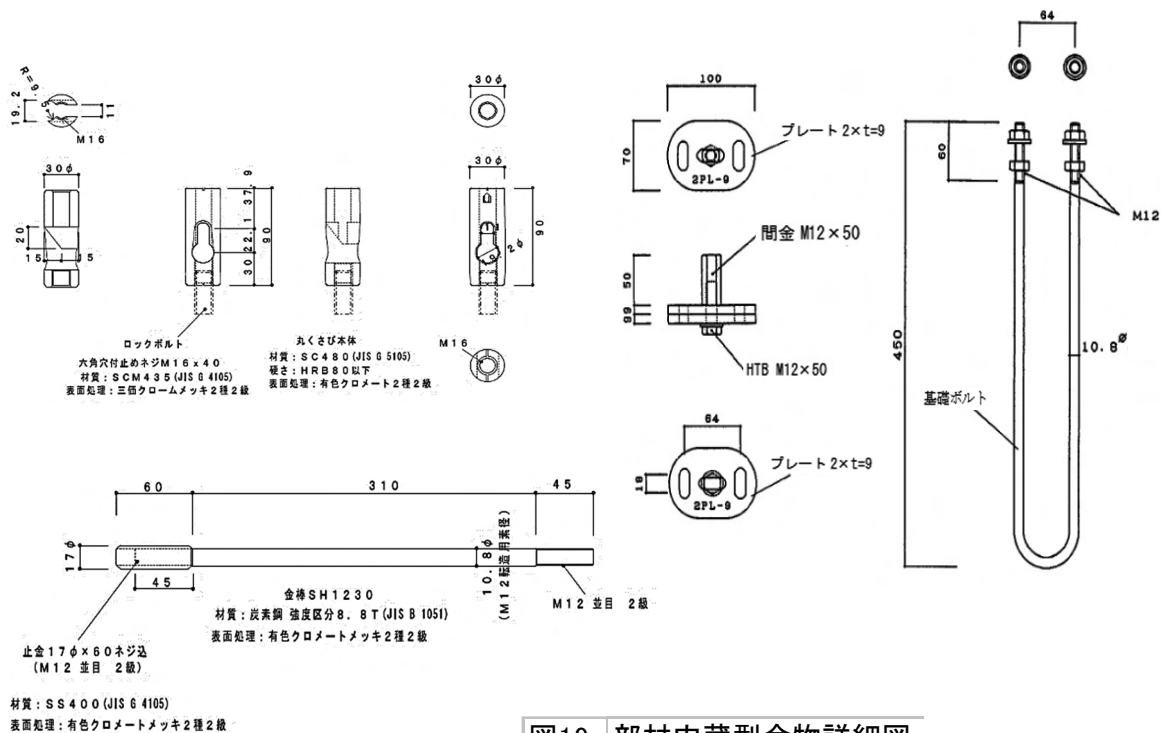 R=9.5
19.2
11
M16
30φ
20
15
15
37.9
22.1
30
90
30φ
30φ
90
M16
ロックボルト
六角穴付止めネジM16x40
材質:SCM435(JIS G 4105)
表面処理:三価クロームメッキ2種2級
丸くさび本体
材質:SC480(JIS G 5105)
硬さ:HRB80以下
表面処理:有色クロメート2種2級
60
310
45
17φ
45
10.8φ
(M12転造用素径)
金棒SH1230
材質:炭素鋼 強度区分8.8T(JIS B 1051)
表面処理:有色クロメートメッキ2種2級
M12 並目 2級
止金17φ×60ネジ込
(M12 並目 2級)
材質:SS400(JIS G 4105)
表面処理:有色クロメートメッキ2種2級
100
70
プレート 2×t=9
2PL-9
間金 M12×50
50
99
HTB M12×50
64
18
プレート 2×t=9
2PL-9
64
60
M12
450
10.8φ
基礎ボルト
図19 部材内蔵型金物詳細図